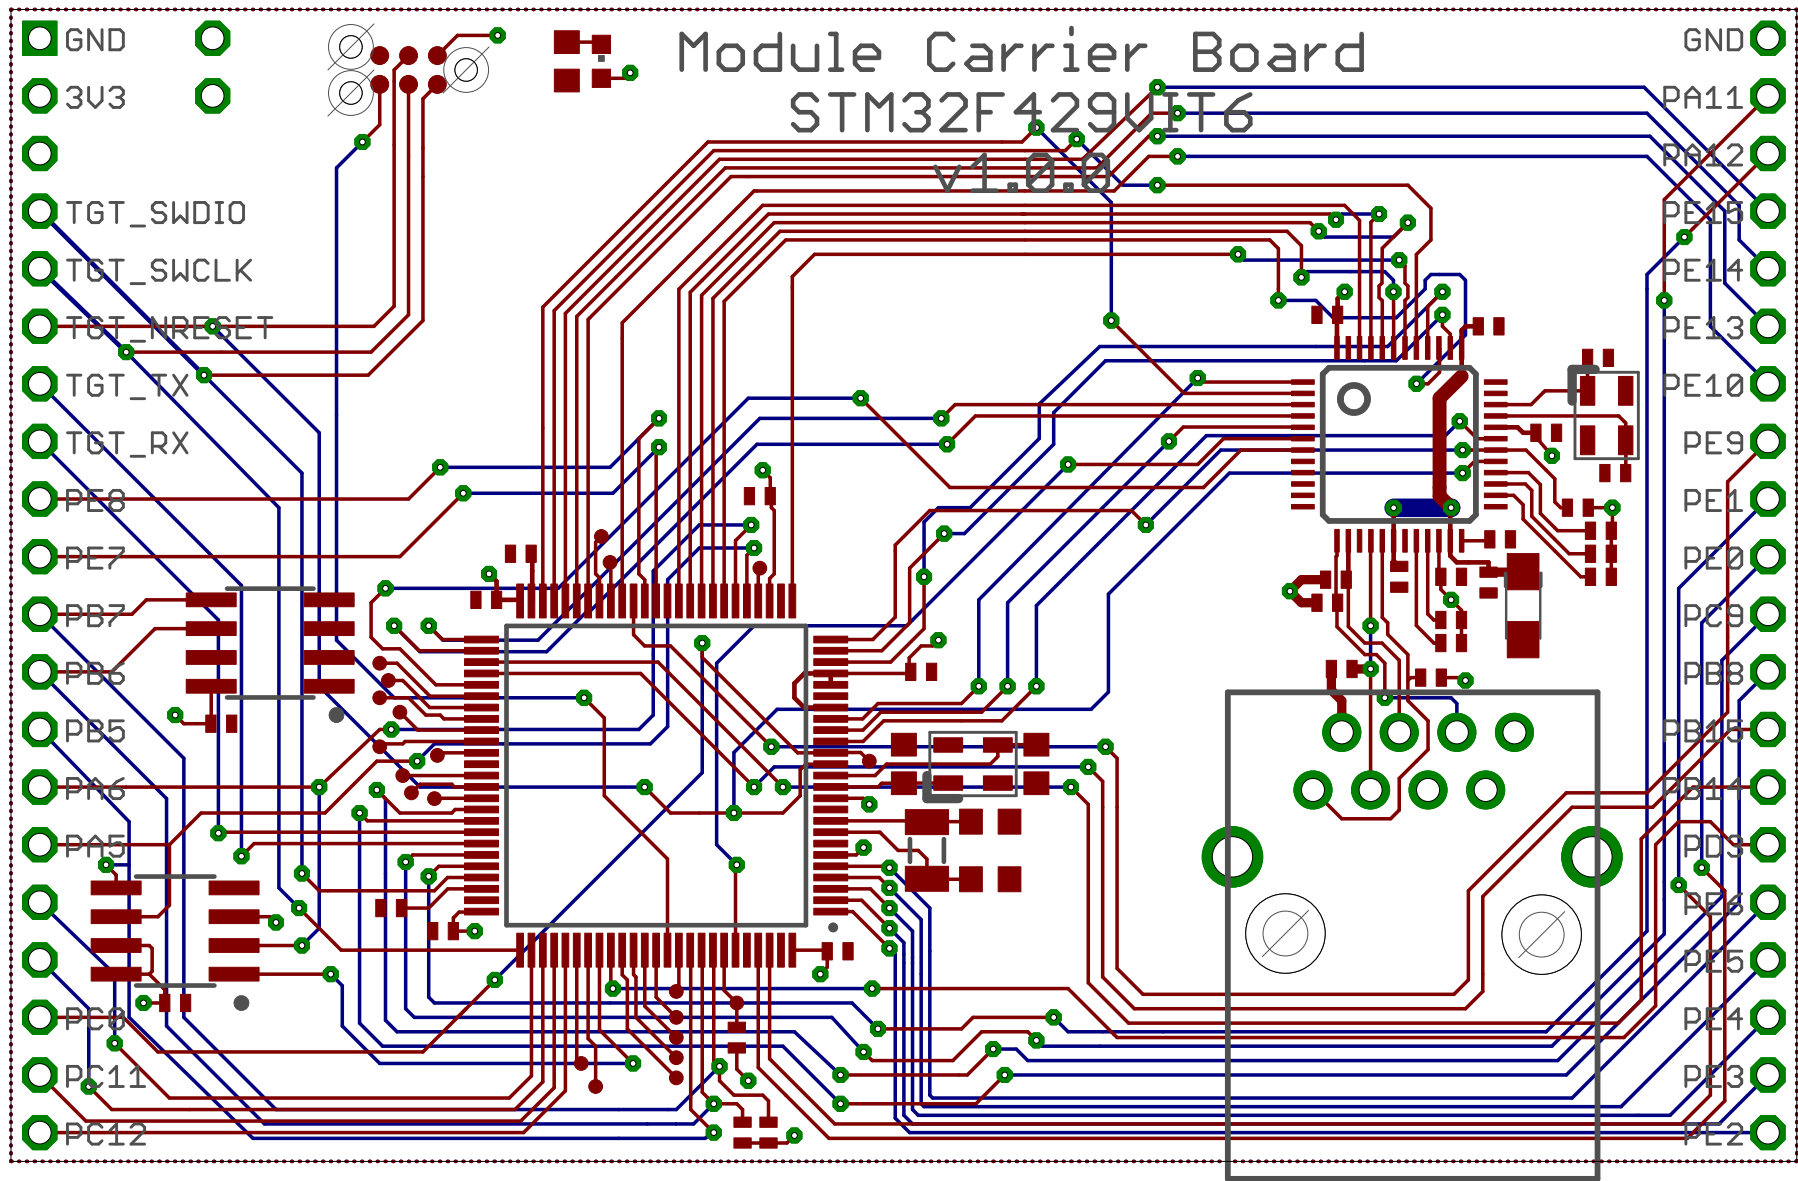 Module Carrier Board
STM32F429VIT6
v1.0.0
GND
3V3
TGT_SWDIO
TGT_SWCLK
TGT_NRESET
TGT_TX
TGT_RX
PE8
PE7
PB7
PB6
PB5
PA6
PA5
PC0
PC11
PC12
GND
PA11
PA12
PE15
PE14
PE13
PE10
PE9
PE1
PE0
PC9
PB8
PB15
PB14
PD3
PE6
PE5
PE4
PE3
PE2